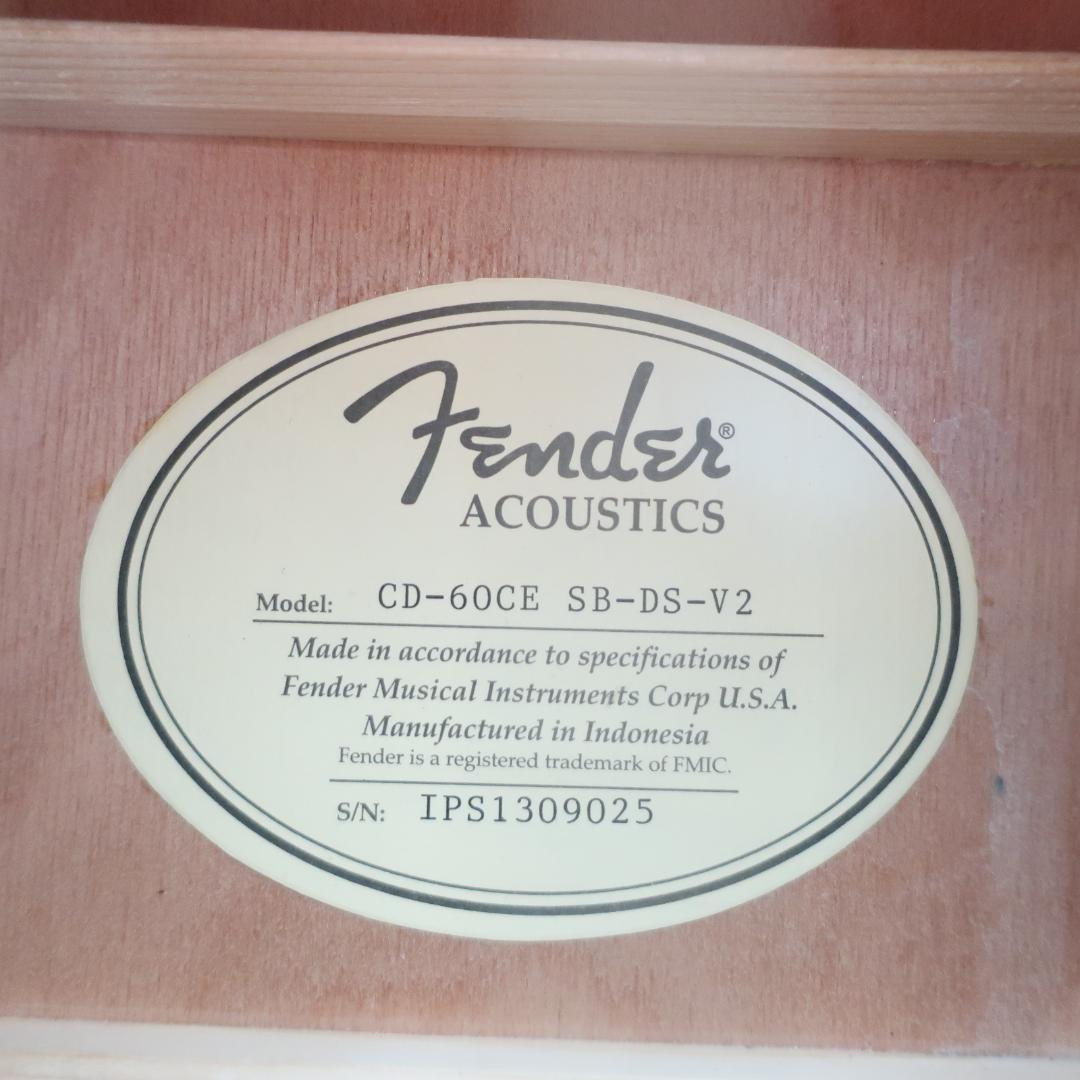 Fender®
ACOUSTICS
Model: CD-60CE SB-DS-V2
Made in accordance to specifications of
Fender Musical Instruments Corp U.S.A.
Manufactured in Indonesia
Fender is a registered trademark of FMIC.
S/N: IPS1309025